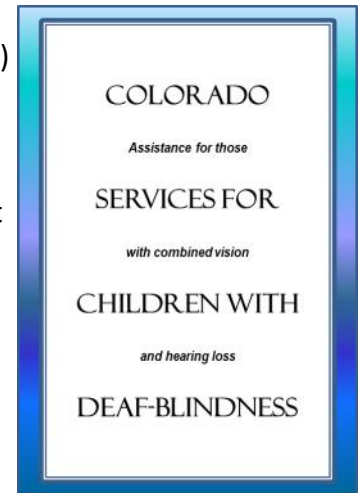 )
COLORADO
Assistance for those
SERVICES FOR
t
with combined vision
CHILDREN WITH
and hearing loss
DEAF-BLINDNESS